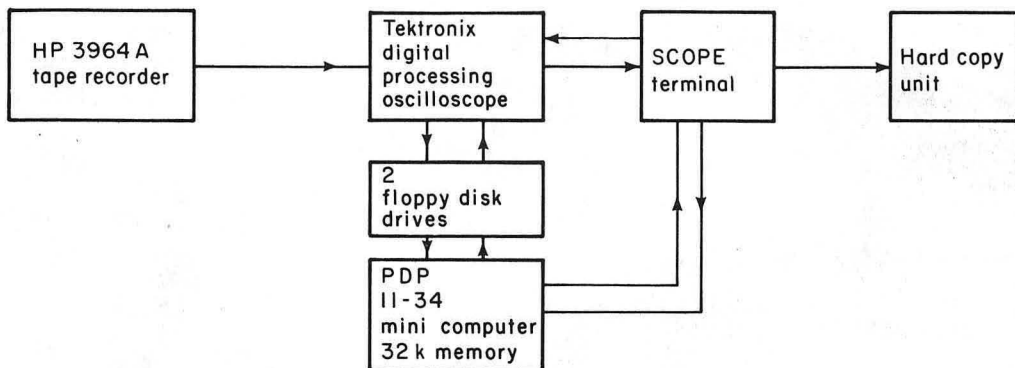 HP 3964A
tape recorder
Tektronix
digital
processing
oscilloscope
SCOPE
terminal
Hard copy
unit
2
floppy disk
drives
PDP
11-34
mini computer
32k memory